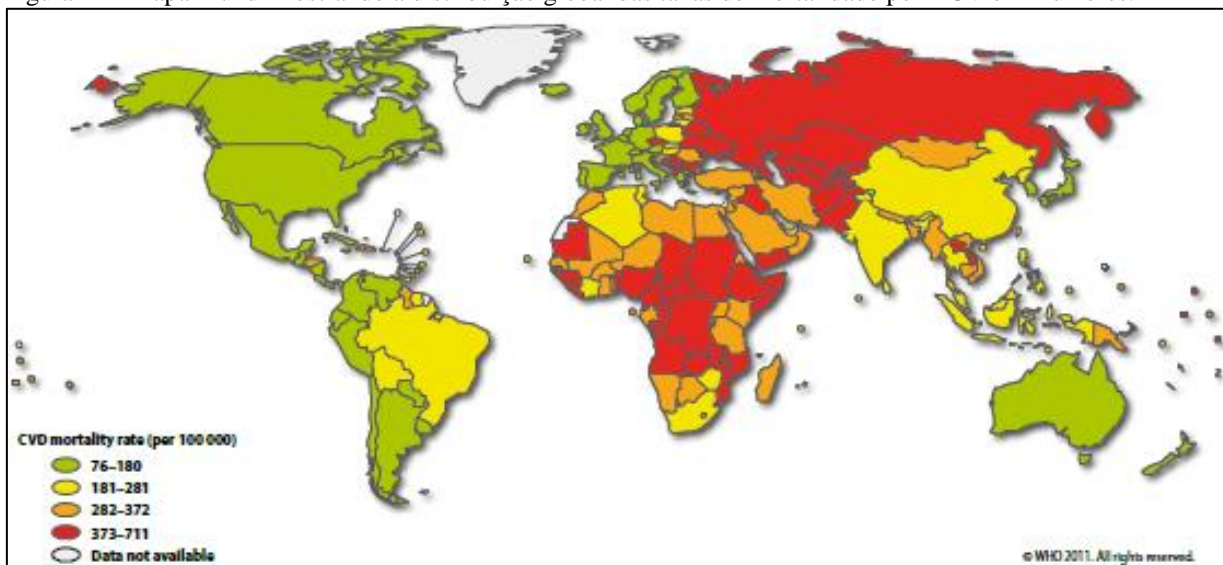 CVD mortality rate (per 100 000)
76–180
181–281
282–372
373–711
Data not available
© WHO 2011. All rights reserved.